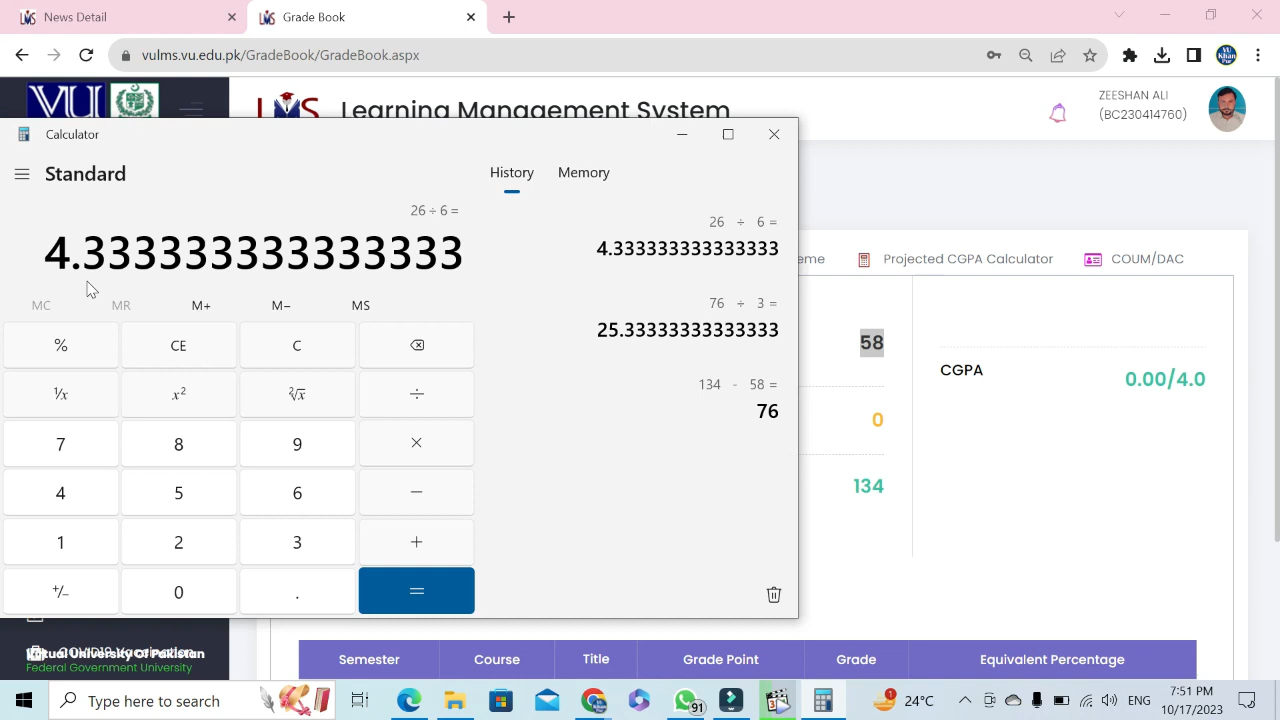 News Detail
Grade Book
vulms.vu.edu.pk/GradeBook/GradeBook.aspx
VU
LMS
Learning Management System
ZEESHAN ALI
(BC230414760)
Calculator
Standard
History
Memory
26 ÷ 6 =
4.333333333333333
26 ÷ 6 =
4.333333333333333
76 ÷ 3 =
25.33333333333333
134 - 58 =
76
MC
MR
M+
M−
MS
%
CE
C
⅟x
x²
²√x
÷
7
8
9
×
4
5
6
−
1
2
3
+
+/−
0
.
=
eme
Projected CGPA Calculator
COUM/DAC
58
0
134
CGPA
0.00/4.0
Virtual University Of Pakistan
Federal Government University
Semester
Course
Title
Grade Point
Grade
Equivalent Percentage
Type here to search
91
1
24°C
ENG
7:51 PM
10/17/2023